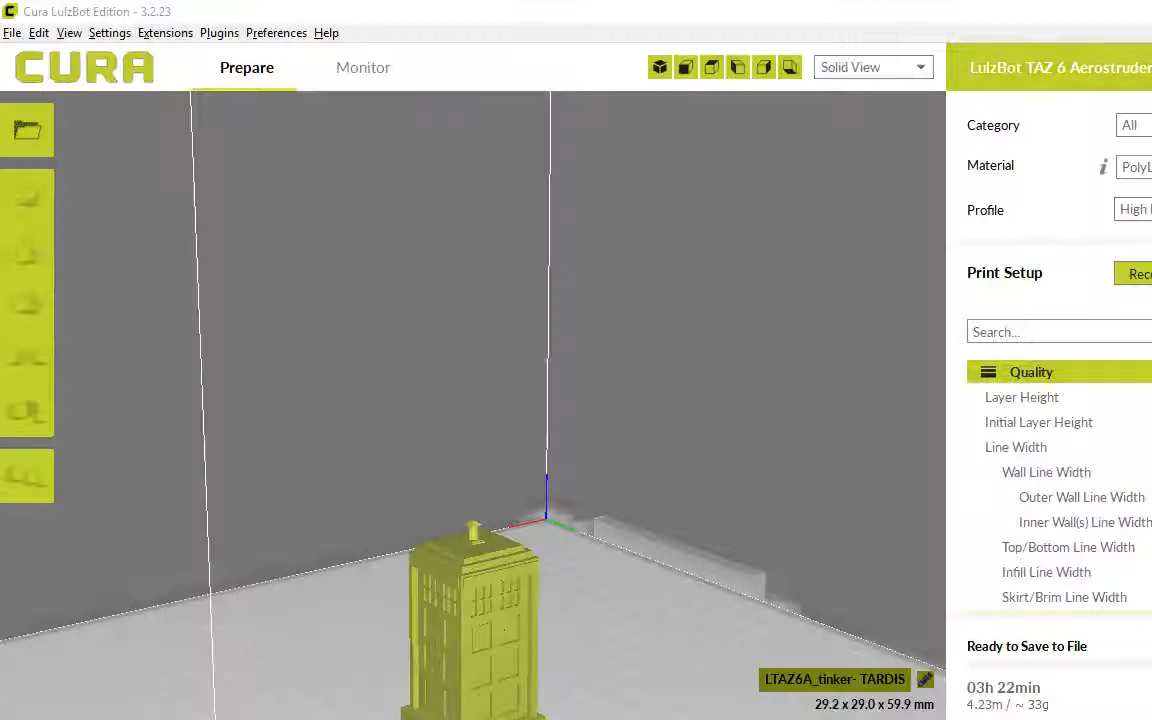 Cura LulzBot Edition - 3.2.23
File Edit View Settings Extensions Plugins Preferences Help
CURA
Prepare
Monitor
Solid View
LulzBot TAZ 6 Aerostruder
Category
All
Material
i
PolyL
Profile
High
Print Setup
Rec
Search...
Quality
Layer Height
Initial Layer Height
Line Width
Wall Line Width
Outer Wall Line Width
Inner Wall(s) Line Width
Top/Bottom Line Width
Infill Line Width
Skirt/Brim Line Width
Ready to Save to File
LTAZ6A_tinker- TARDIS
03h 22min
29.2 x 29.0 x 59.9 mm
4.23m / ~ 33g